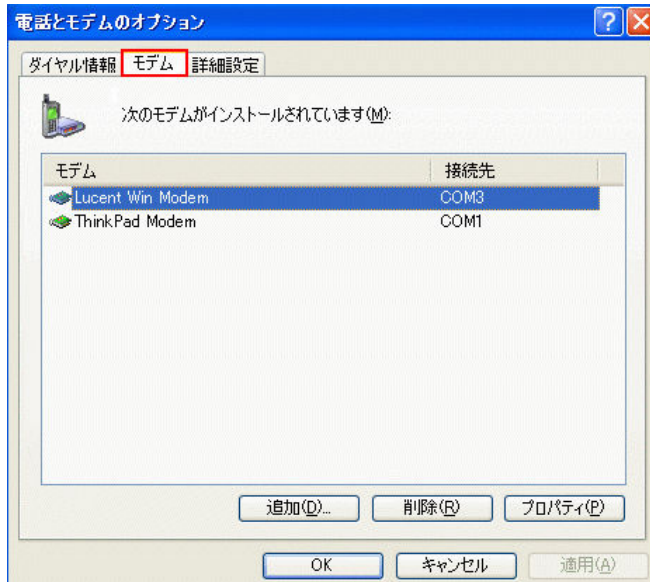 電話とモデムのオプション
ダイヤル情報 モデム 詳細設定
次のモデムがインストールされています(M):
モデム 接続先
Lucent Win Modem COM3
ThinkPad Modem COM1
追加(D)... 削除(R) プロパティ(P)
OK キャンセル 適用(A)